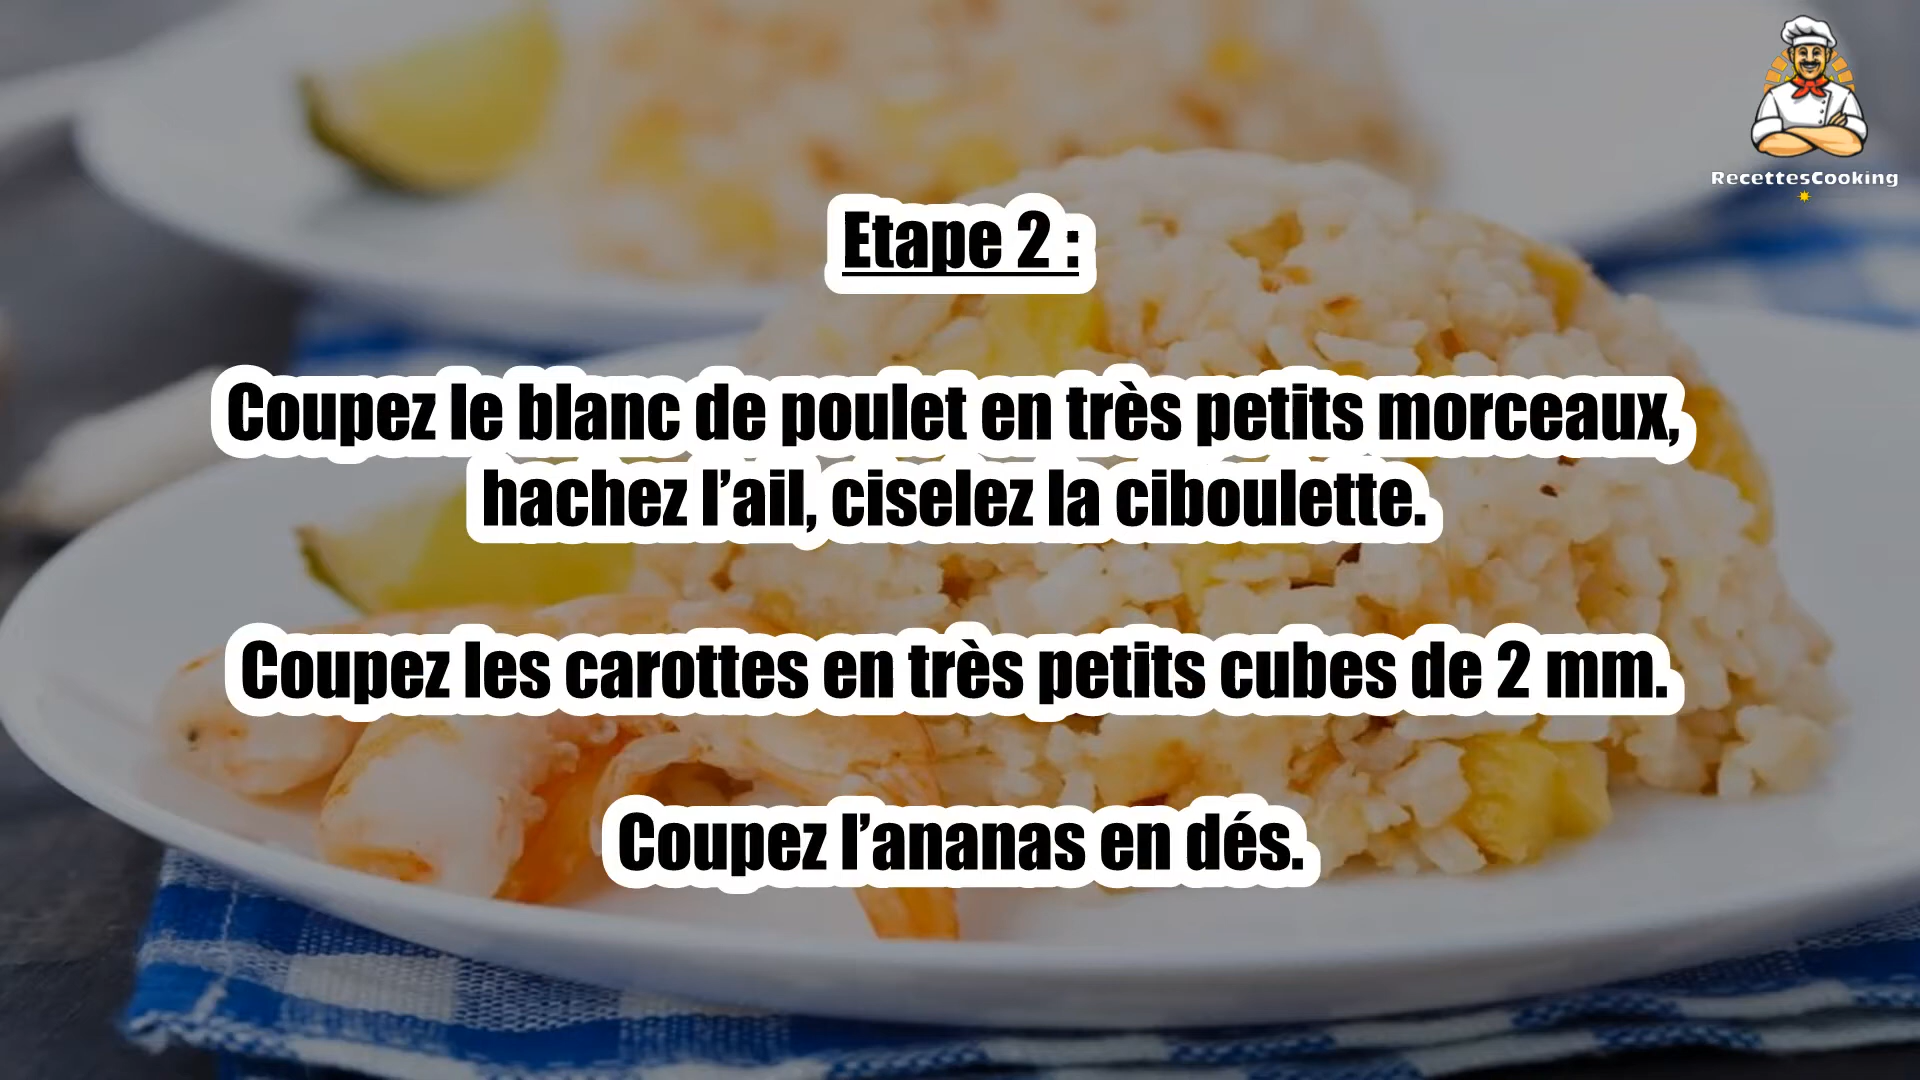 RecettesCooking
Etape 2 :
Coupez le blanc de poulet en très petits morceaux,
hachez l’ail, ciselez la ciboulette.
Coupez les carottes en très petits cubes de 2 mm.
Coupez l’ananas en dés.